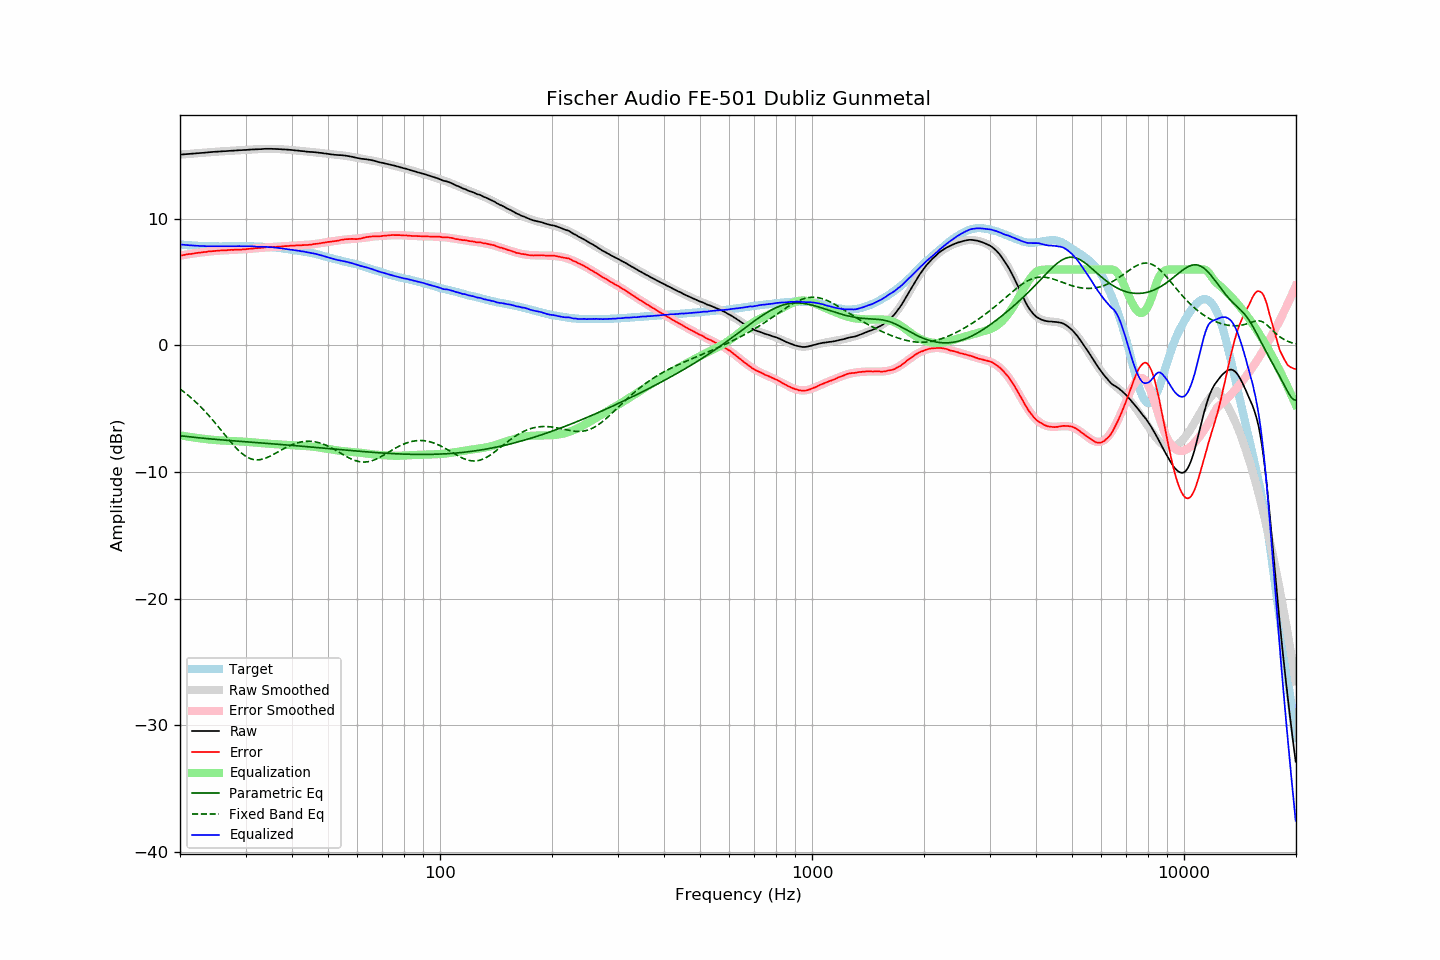 Fischer Audio FE-501 Dubliz Gunmetal
Amplitude (dBr)
10
0
−10
−20
−30
−40
Target
Raw Smoothed
Error Smoothed
Raw
Error
Equalization
Parametric Eq
Fixed Band Eq
Equalized
100
1000
10000
Frequency (Hz)